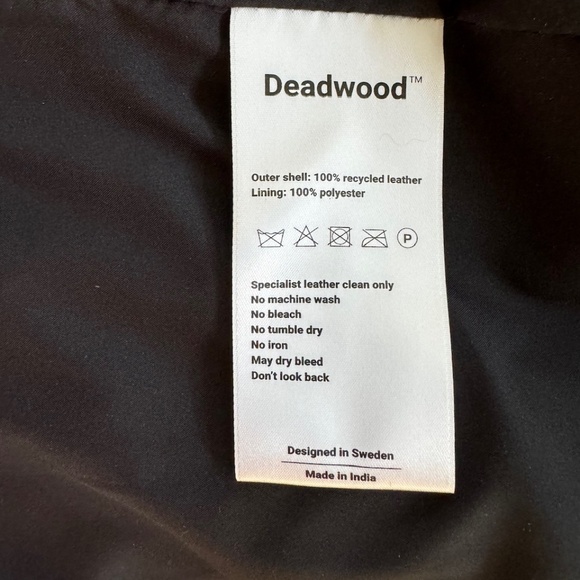 Deadwood™
Outer shell: 100% recycled leather
Lining: 100% polyester
P
Specialist leather clean only
No machine wash
No bleach
No tumble dry
No iron
May dry bleed
Don't look back
Designed in Sweden
Made in India